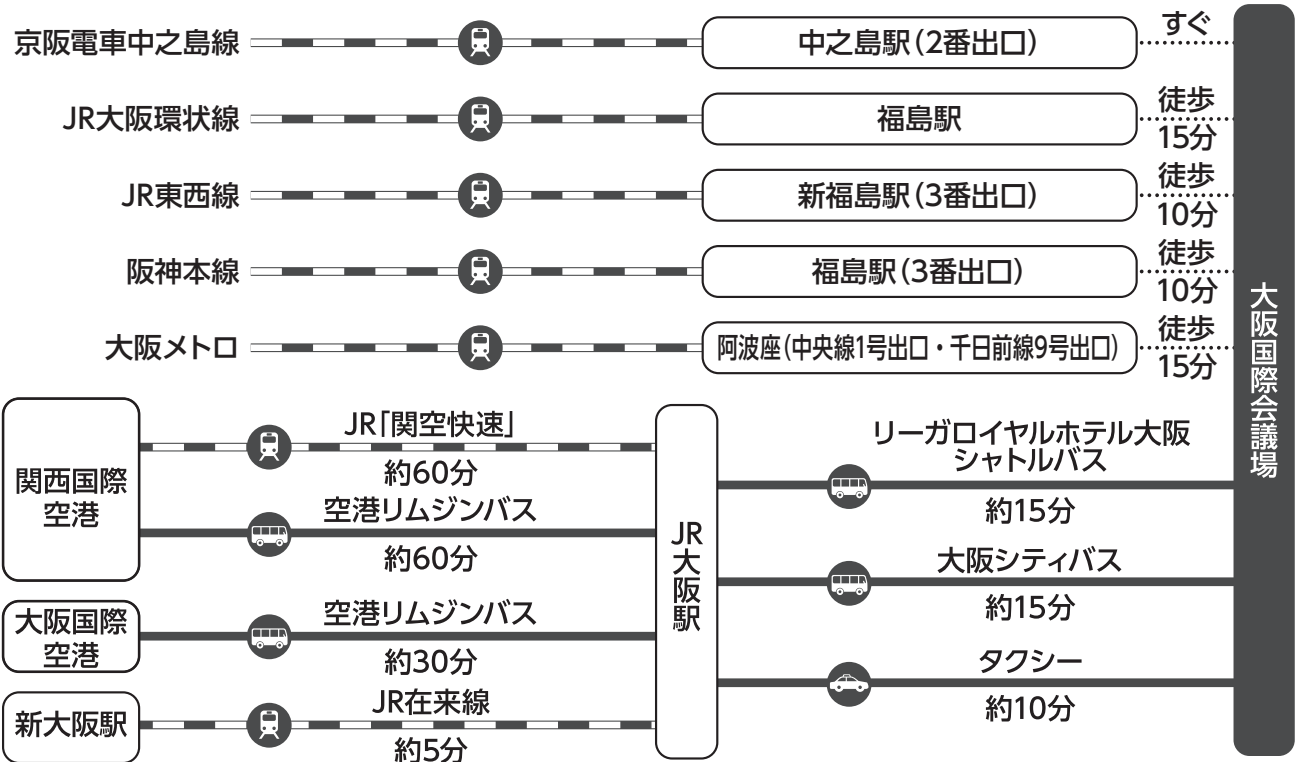 京阪電車中之島線
中之島駅（2番出口）
すぐ
JR大阪環状線
福島駅
徒歩
15分
JR東西線
新福島駅（3番出口）
徒歩
10分
阪神本線
福島駅（3番出口）
徒歩
10分
大阪メトロ
阿波座（中央線1号出口・千日前線9号出口）
徒歩
15分
関西国際
空港
JR「関空快速」
約60分
空港リムジンバス
約60分
大阪国際
空港
空港リムジンバス
約30分
新大阪駅
JR在来線
約5分
JR大阪駅
リーガロイヤルホテル大阪
シャトルバス
約15分
大阪シティバス
約15分
タクシー
約10分
大阪国際会議場